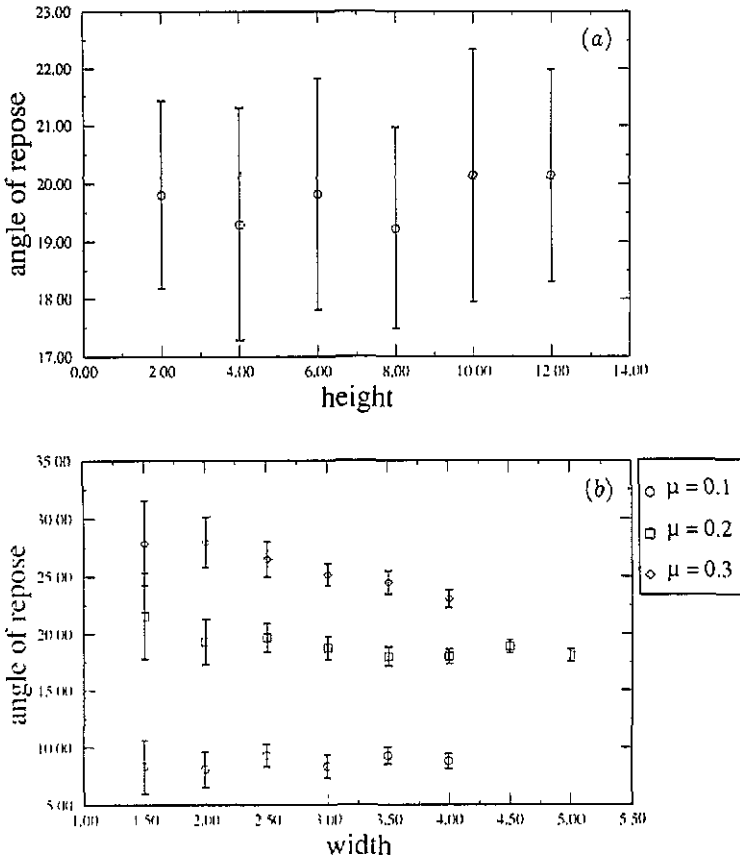 23.00
22.00
21.00
20.00
19.00
18 00
17.00
angle of repose
(a)
0.00 2.00 4.00 6.00 8.00 10 00 12.00 14.00
height
35.00
30.00
25.00
20 00
15 00
10 00
5.00
angle of repose
(b)
1.00 1.50 2.00 2.50 3.00 3.50 4.00 4.50 5.00 5 50
width
μ = 0.1
μ = 0.2
μ = 0.3